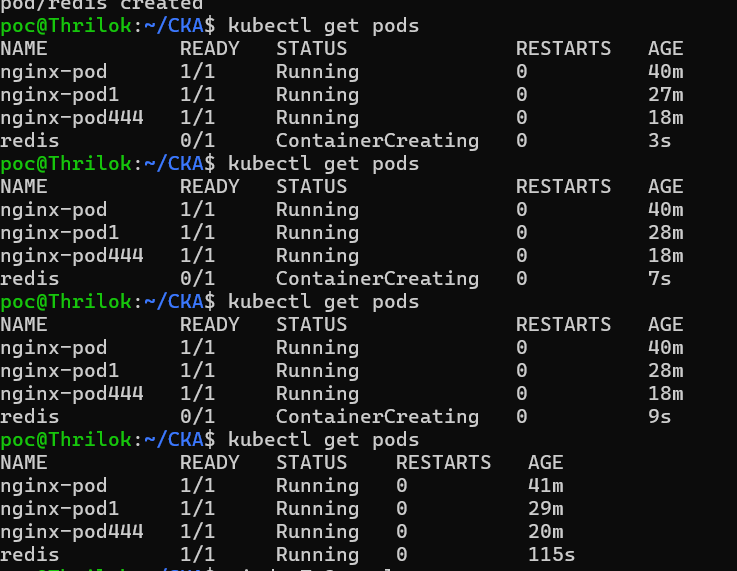 pod/redis created
poc@Thrilok:~/CKA$ kubectl get pods
NAME           READY   STATUS              RESTARTS   AGE
nginx-pod      1/1     Running             0          40m
nginx-pod1     1/1     Running             0          27m
nginx-pod444   1/1     Running             0          18m
redis          0/1     ContainerCreating   0          3s
poc@Thrilok:~/CKA$ kubectl get pods
NAME           READY   STATUS              RESTARTS   AGE
nginx-pod      1/1     Running             0          40m
nginx-pod1     1/1     Running             0          28m
nginx-pod444   1/1     Running             0          18m
redis          0/1     ContainerCreating   0          7s
poc@Thrilok:~/CKA$ kubectl get pods
NAME           READY   STATUS              RESTARTS   AGE
nginx-pod      1/1     Running             0          40m
nginx-pod1     1/1     Running             0          28m
nginx-pod444   1/1     Running             0          18m
redis          0/1     ContainerCreating   0          9s
poc@Thrilok:~/CKA$ kubectl get pods
NAME           READY   STATUS    RESTARTS   AGE
nginx-pod      1/1     Running   0          41m
nginx-pod1     1/1     Running   0          29m
nginx-pod444   1/1     Running   0          20m
redis          1/1     Running   0          115s